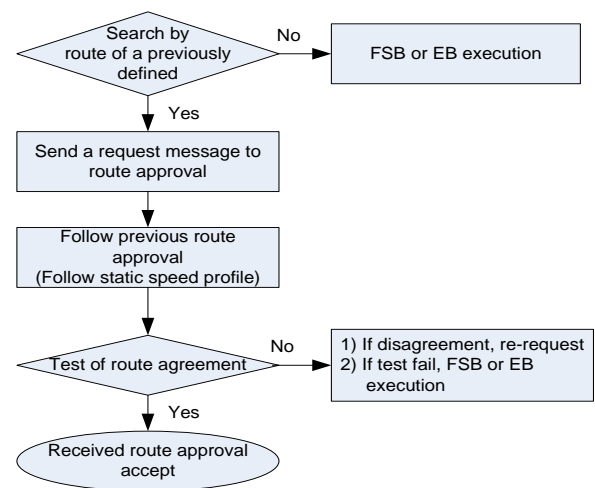 Search by
route of a previously
defined
No
FSB or EB execution
Yes
Send a request message to
route approval
Follow previous route
approval
(Follow static speed profile)
Test of route agreement
No
1) If disagreement, re-request
2) If test fail, FSB or EB
execution
Yes
Received route approval
accept